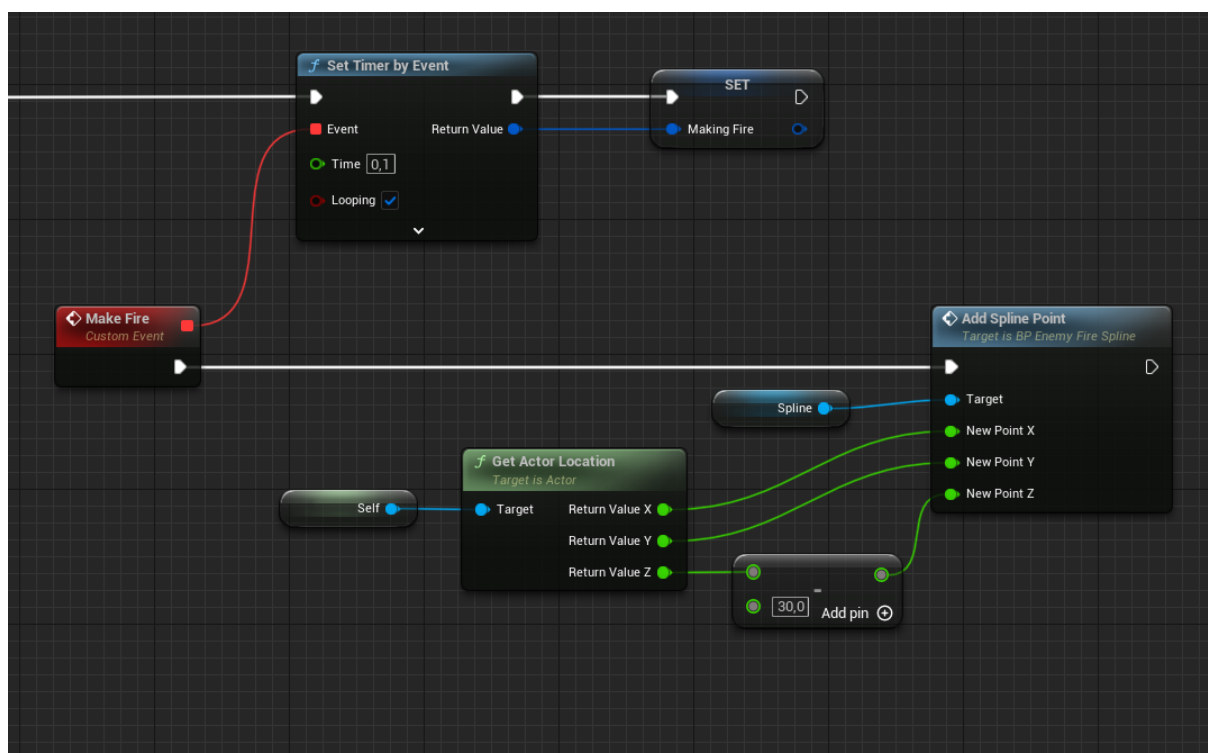 Set Timer by Event
SET
Event
Return Value
Making Fire
Time 0,1
Looping
Make Fire
Custom Event
Add Spline Point
Target is BP Enemy Fire Spline
Spline
Target
New Point X
New Point Y
New Point Z
Get Actor Location
Target is Actor
Self
Target
Return Value X
Return Value Y
Return Value Z
-
30,0
Add pin